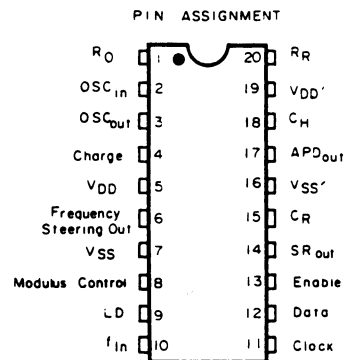 PIN ASSIGNMENT
RO 1 20 RR
OSCin 2 19 VDD'
OSCout 3 18 CH
Charge 4 17 APDout
VDD 5 16 VSS'
Frequency
Steering Out 6 15 CR
VSS 7 14 SRout
Modulus Control 8 13 Enable
LD 9 12 Data
fin 10 11 Clock